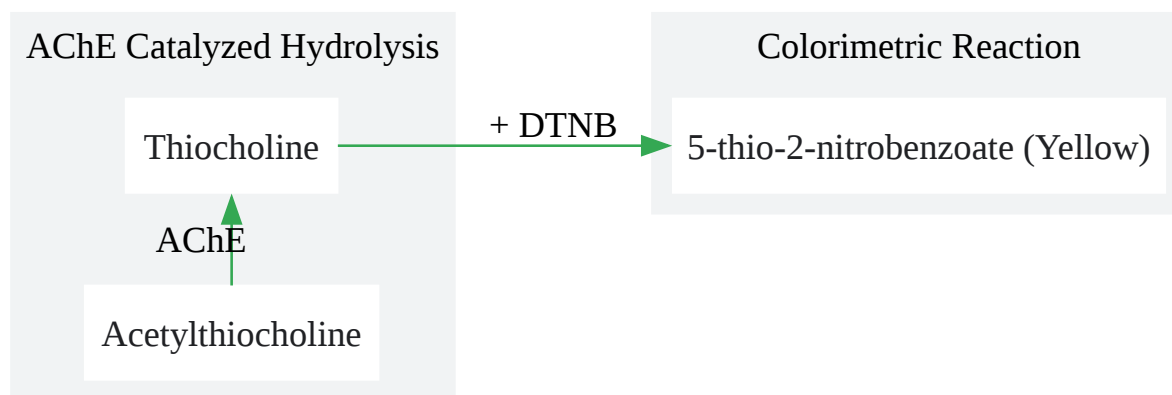 AChE Catalyzed Hydrolysis
Colorimetric Reaction
Thiocholine
+ DTNB
5-thio-2-nitrobenzoate (Yellow)
AChE
Acetylthiocholine